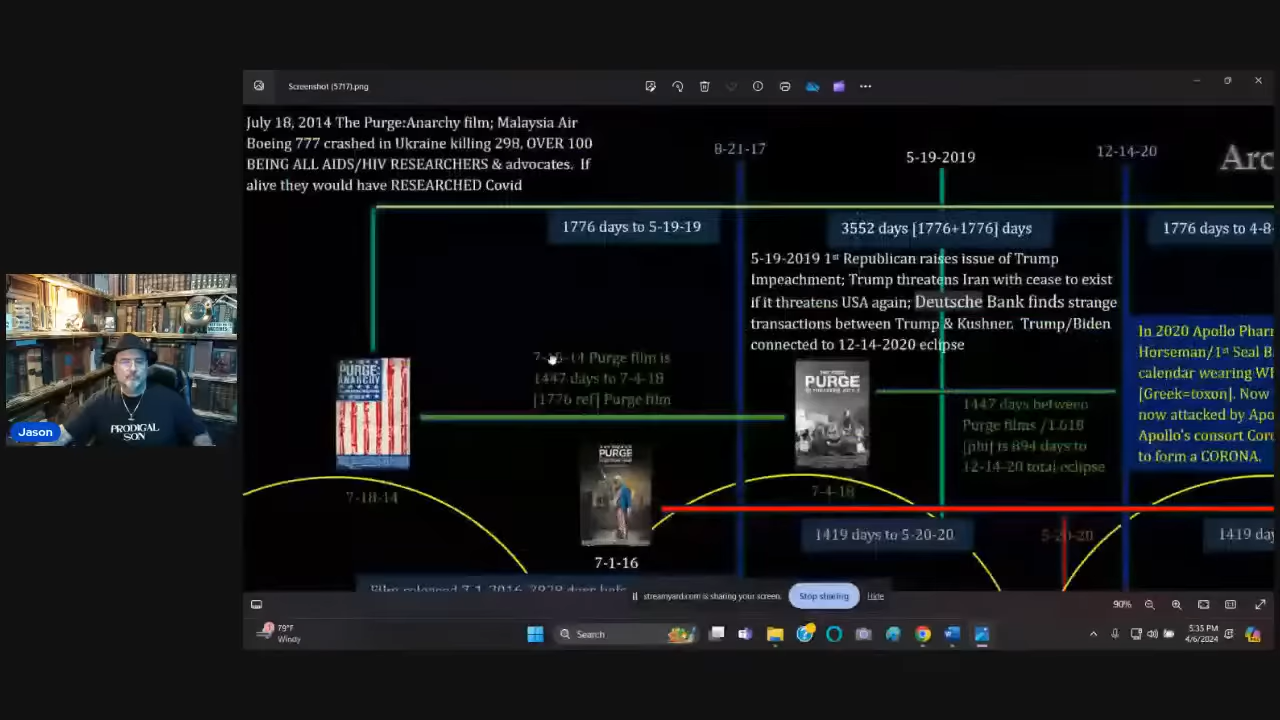 Screenshot (5717).png
July 18, 2014 The Purge:Anarchy film; Malaysia Air
Boeing 777 crashed in Ukraine killing 298, OVER 100
BEING ALL AIDS/HIV RESEARCHERS & advocates. If
alive they would have RESEARCHED Covid
8-21-17
5-19-2019
12-14-20
Arc
1776 days to 5-19-19
3552 days [1776+1776] days
1776 days to 4-8-
5-19-2019 1st Republican raises issue of Trump
Impeachment; Trump threatens Iran with cease to exist
if it threatens USA again; Deutsche Bank finds strange
transactions between Trump & Kushner. Trump/Biden
connected to 12-14-2020 eclipse
In 2020 Apollo Phar
Horseman/1st Seal B
calendar wearing W
[Greek=toxon]. Now
now attacked by Apo
Apollo's consort Cor
to form a CORONA.
Purge film is
1447 days to 7-4-18
[1776 ref] Purge film
PURGE:
ANARCHY
PURGE
PURGE
1447 days between
Purge films /1.618
[phi] is 894 days to
12-14-20 total eclipse
7-18-14
7-4-18
7-1-16
1419 days to 5-20-20
5-20-20
1419 day
Film released 7-1-2016
Jason
PRODIGAL
SON
streamyard.com is sharing your screen.
Stop sharing
Hide
90%
79°F
Windy
Search
5:35 PM
4/6/2024